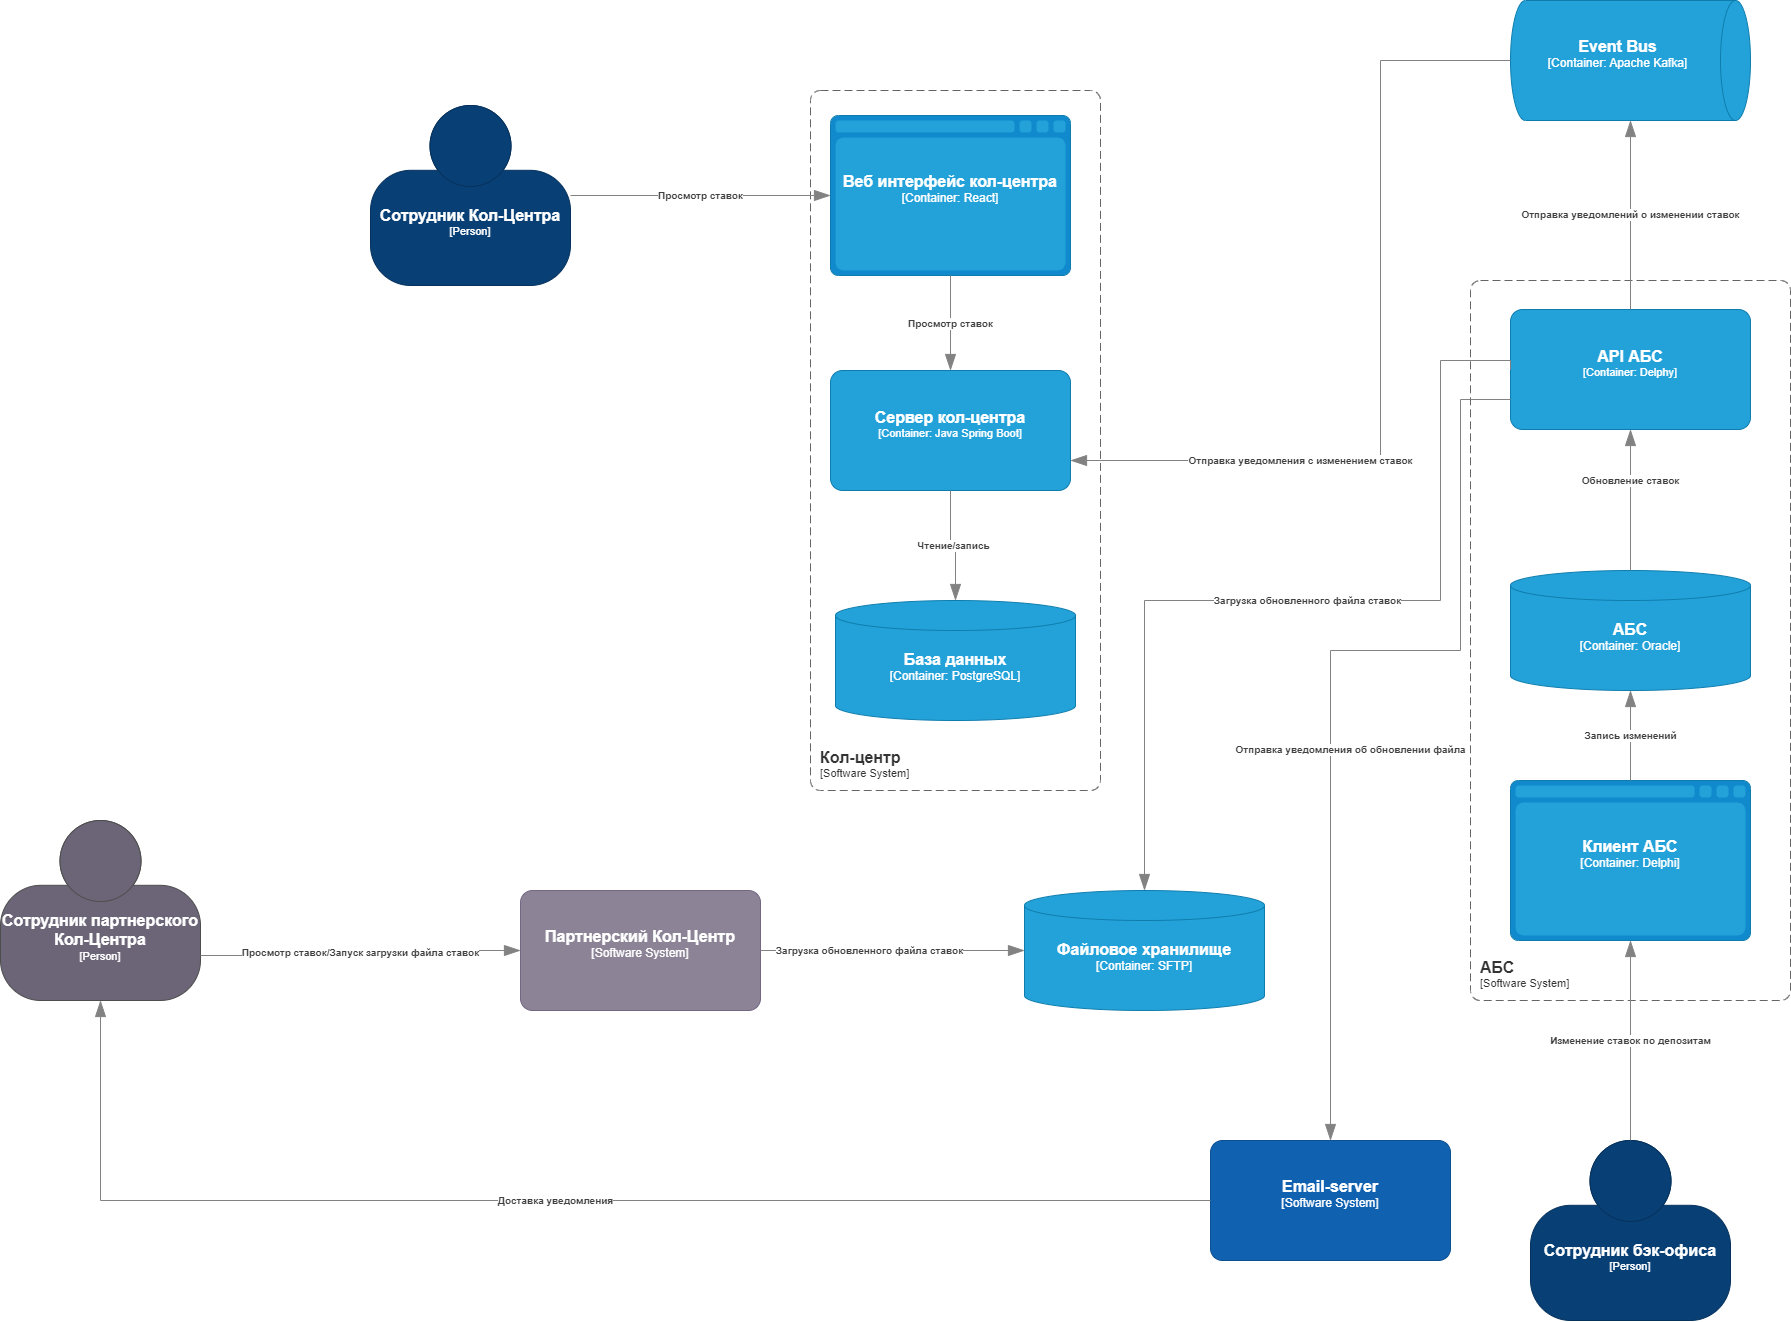 Event Bus
[Container: Apache Kafka]
Веб интерфейс кол-центра
[Container: React]
Просмотр ставок
Сотрудник Кол-Центра
[Person]
Отправка уведомлений о изменении ставок
Просмотр ставок
API АБС
[Container: Delphy]
Сервер кол-центра
[Container: Java Spring Boot]
Отправка уведомления с изменением ставок
Обновление ставок
Чтение/запись
Загрузка обновленного файла ставок
АБС
[Container: Oracle]
База данных
[Container: PostgreSQL]
Запись изменений
Отправка уведомления об обновлении файла
Кол-центр
[Software System]
Клиент АБС
[Container: Delphi]
Сотрудник партнерского
Кол-Центра
[Person]
Просмотр ставок/Запуск загрузки файла ставок
Партнерский Кол-Центр
[Software System]
Загрузка обновленного файла ставок
Файловое хранилище
[Container: SFTP]
АБС
[Software System]
Изменение ставок по депозитам
Доставка уведомления
Email-server
[Software System]
Сотрудник бэк-офиса
[Person]